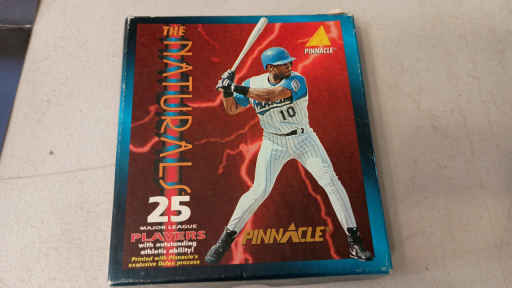 THE
NATURALS
PINNACLE
10
25
MAJOR LEAGUE
PLAYERS
with outstanding
athletic ability!
Printed with Pinnacle's
exclusive Dufex process
PINNACLE